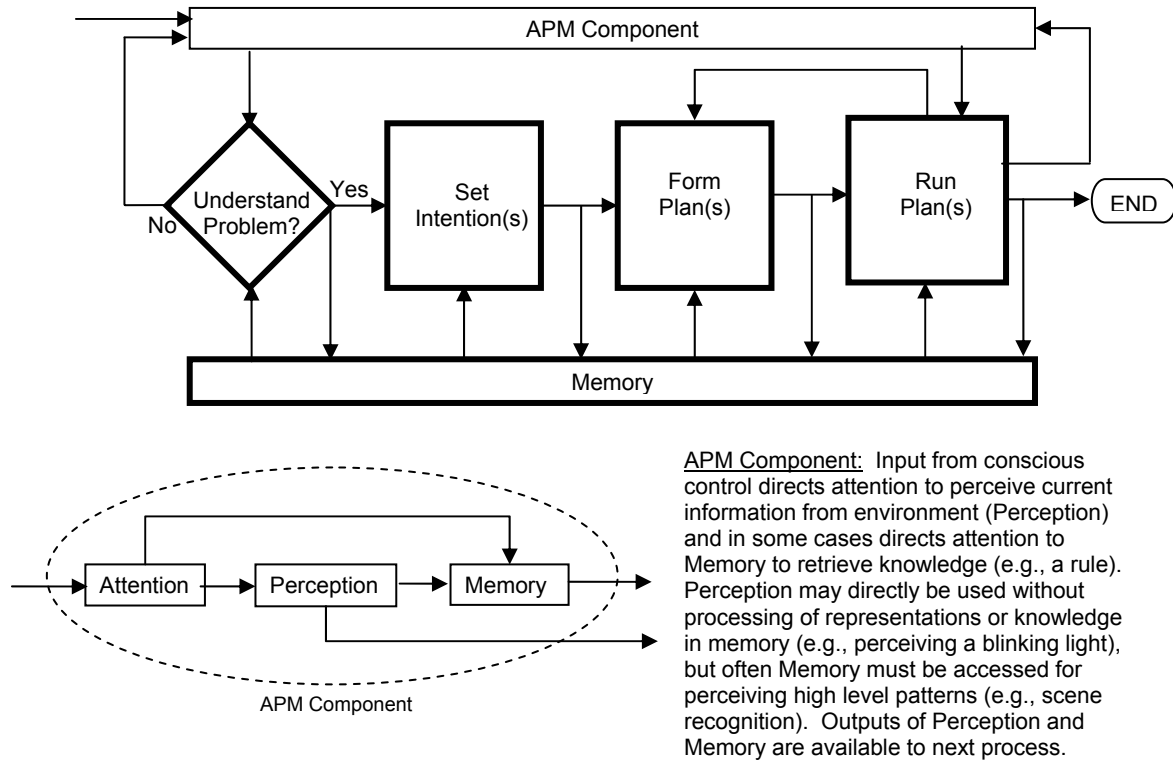 APM Component
Understand
Problem?
Yes
No
Set
Intention(s)
Form
Plan(s)
Run
Plan(s)
END
Memory
Attention
Perception
Memory
APM Component
APM Component: Input from conscious
control directs attention to perceive current
information from environment (Perception)
and in some cases directs attention to
Memory to retrieve knowledge (e.g., a rule).
Perception may directly be used without
processing of representations or knowledge
in memory (e.g., perceiving a blinking light),
but often Memory must be accessed for
perceiving high level patterns (e.g., scene
recognition). Outputs of Perception and
Memory are available to next process.